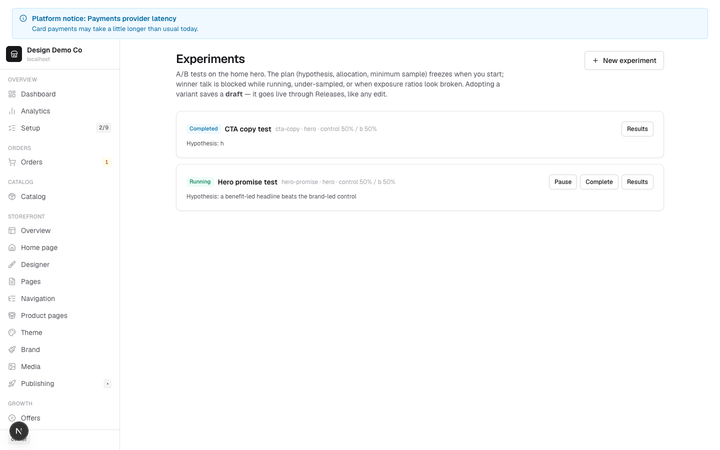 Platform notice: Payments provider latency
Card payments may take a little longer than usual today.
Design Demo Co
localhost
OVERVIEW
Dashboard
Analytics
Setup 2/9
ORDERS
Orders 1
CATALOG
Catalog
STOREFRONT
Overview
Home page
Designer
Pages
Navigation
Product pages
Theme
Brand
Media
Publishing
GROWTH
Offers
N
Experiments
New experiment
A/B tests on the home hero. The plan (hypothesis, allocation, minimum sample) freezes when you start;
winner talk is blocked while running, under-sampled, or when exposure ratios look broken. Adopting a
variant saves a draft — it goes live through Releases, like any edit.
Completed CTA copy test cta-copy · hero · control 50% / b 50% Results
Hypothesis: h
Running Hero promise test hero-promise · hero · control 50% / b 50% Pause Complete Results
Hypothesis: a benefit-led headline beats the brand-led control